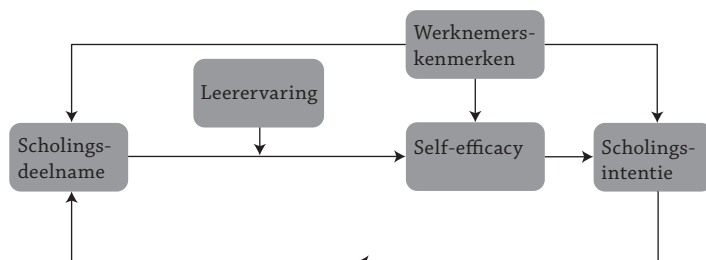 Werknemers-
kenmerken
Leerervaring
Scholings-
deelname
Self-efficacy
Scholings-
intentie